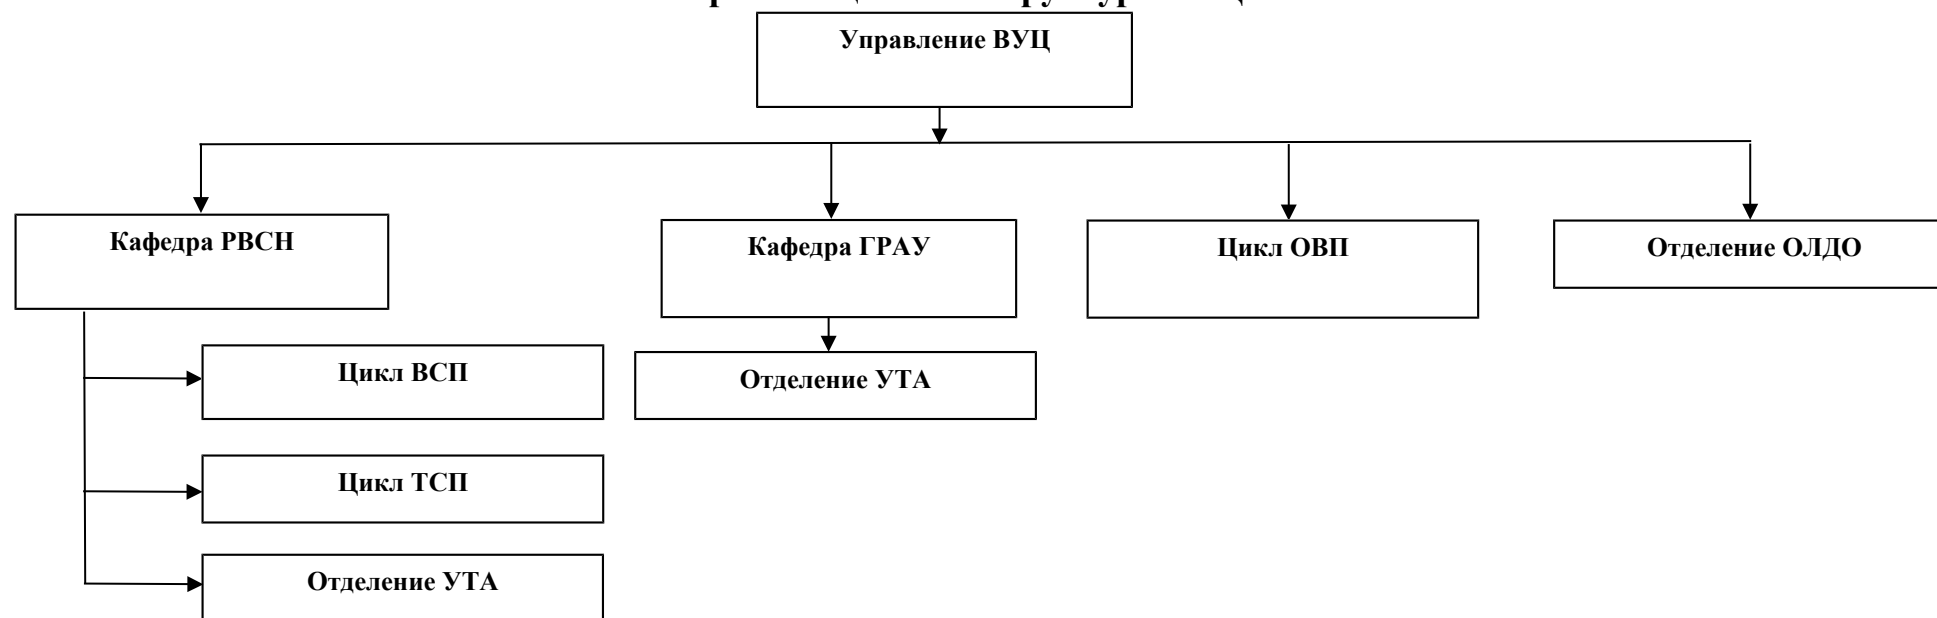 Управление ВУЦ
Кафедра РВСН
Кафедра ГРАУ
Цикл ОВП
Отделение ОЛДО
Цикл ВСП
Отделение УТА
Цикл ТСП
Отделение УТА